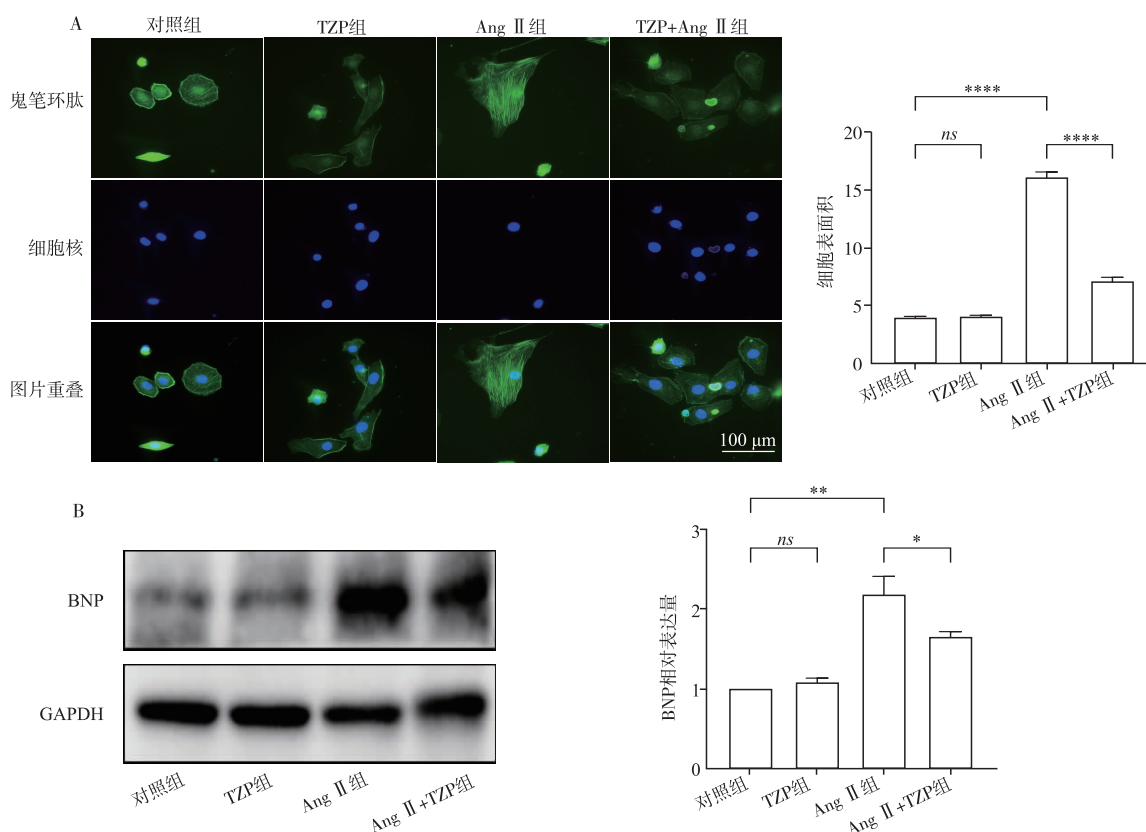 A
对照组
TZP组
Ang Ⅱ组
TZP+Ang Ⅱ组
鬼笔环肽
细胞核
图片重叠
100 μm
****
ns
****
20
15
10
5
0
细胞表面积
对照组
TZP组
Ang Ⅱ组
Ang Ⅱ+TZP组
B
BNP
GAPDH
对照组
TZP组
Ang Ⅱ组
Ang Ⅱ+TZP组
**
ns
*
3
2
1
0
BNP相对表达量
对照组
TZP组
Ang Ⅱ组
Ang Ⅱ+TZP组